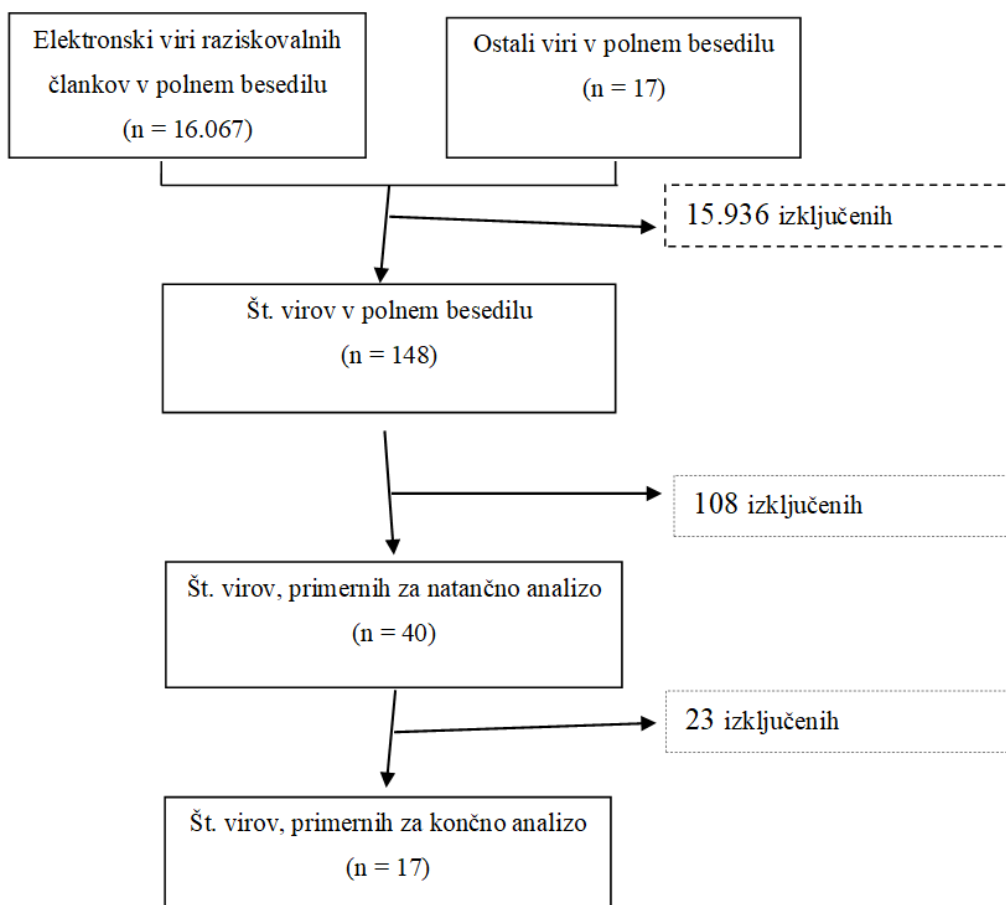 Elektronski viri raziskovalnih
člankov v polnem besedilu
(n = 16.067)
Ostali viri v polnem besedilu
(n = 17)
15.936 izključenih
Št. virov v polnem besedilu
(n = 148)
108 izključenih
Št. virov, primernih za natančno analizo
(n = 40)
23 izključenih
Št. virov, primernih za končno analizo
(n = 17)